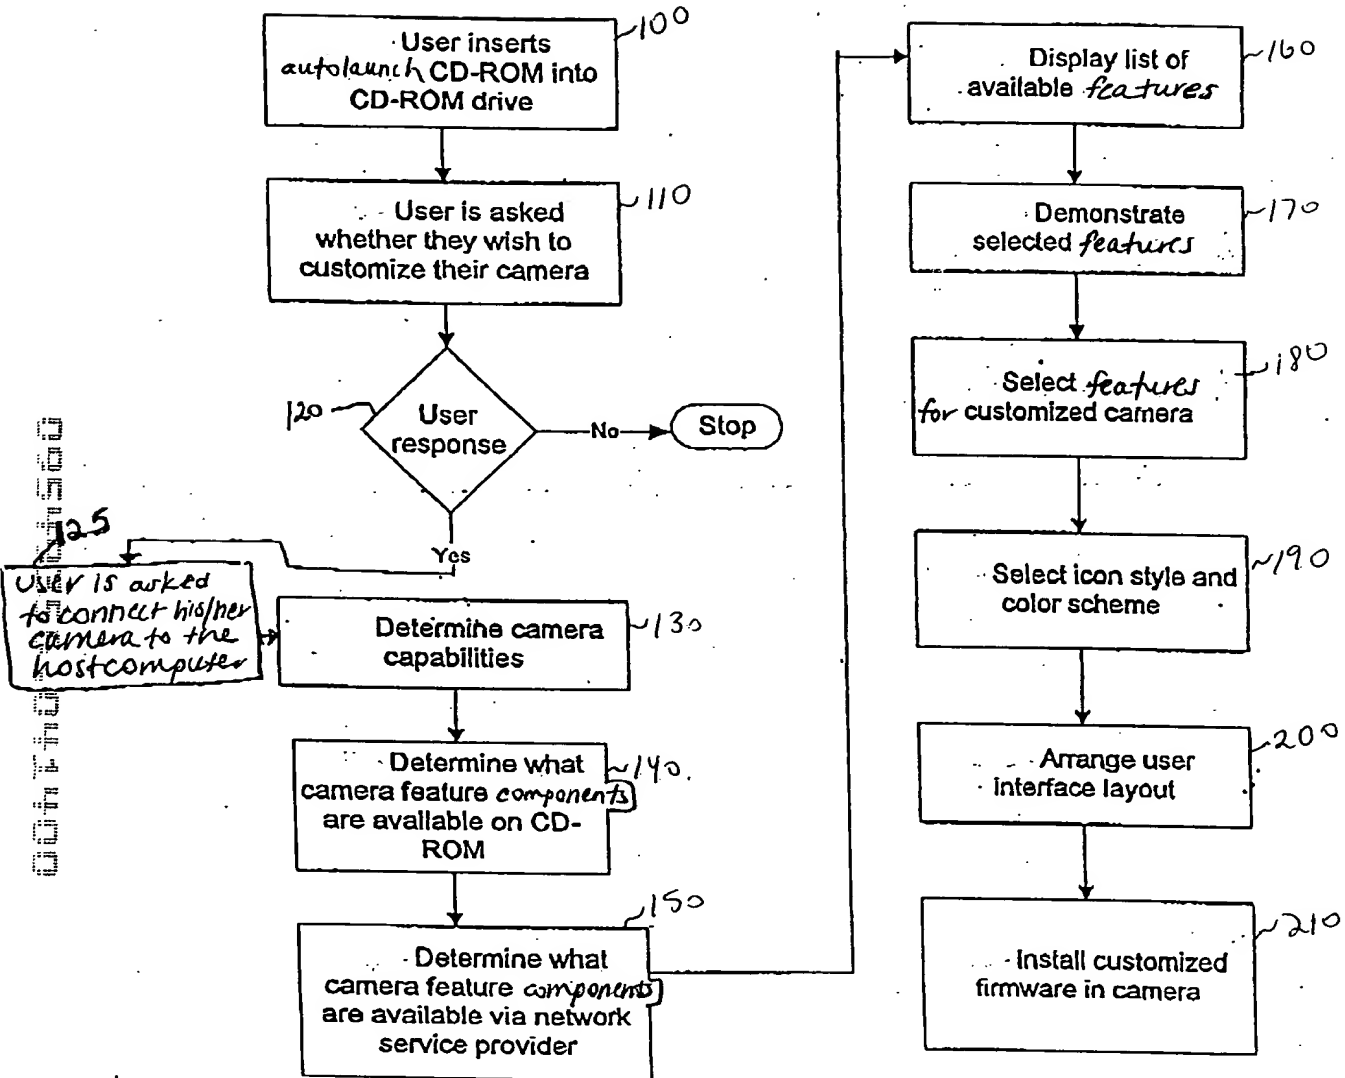 100
User inserts
autolaunch CD-ROM into
CD-ROM drive
110
User is asked
whether they wish to
customize their camera
120
User
response
No
Stop
Yes
125
User is asked
to connect his/her
camera to the
host computer
130
Determine camera
capabilities
140
Determine what
camera feature components
are available on CD-
ROM
150
Determine what
camera feature components
are available via network
service provider
160
Display list of
available features
170
Demonstrate
selected features
180
Select features
for customized camera
190
Select icon style and
color scheme
200
Arrange user
interface layout
210
Install customized
firmware in camera